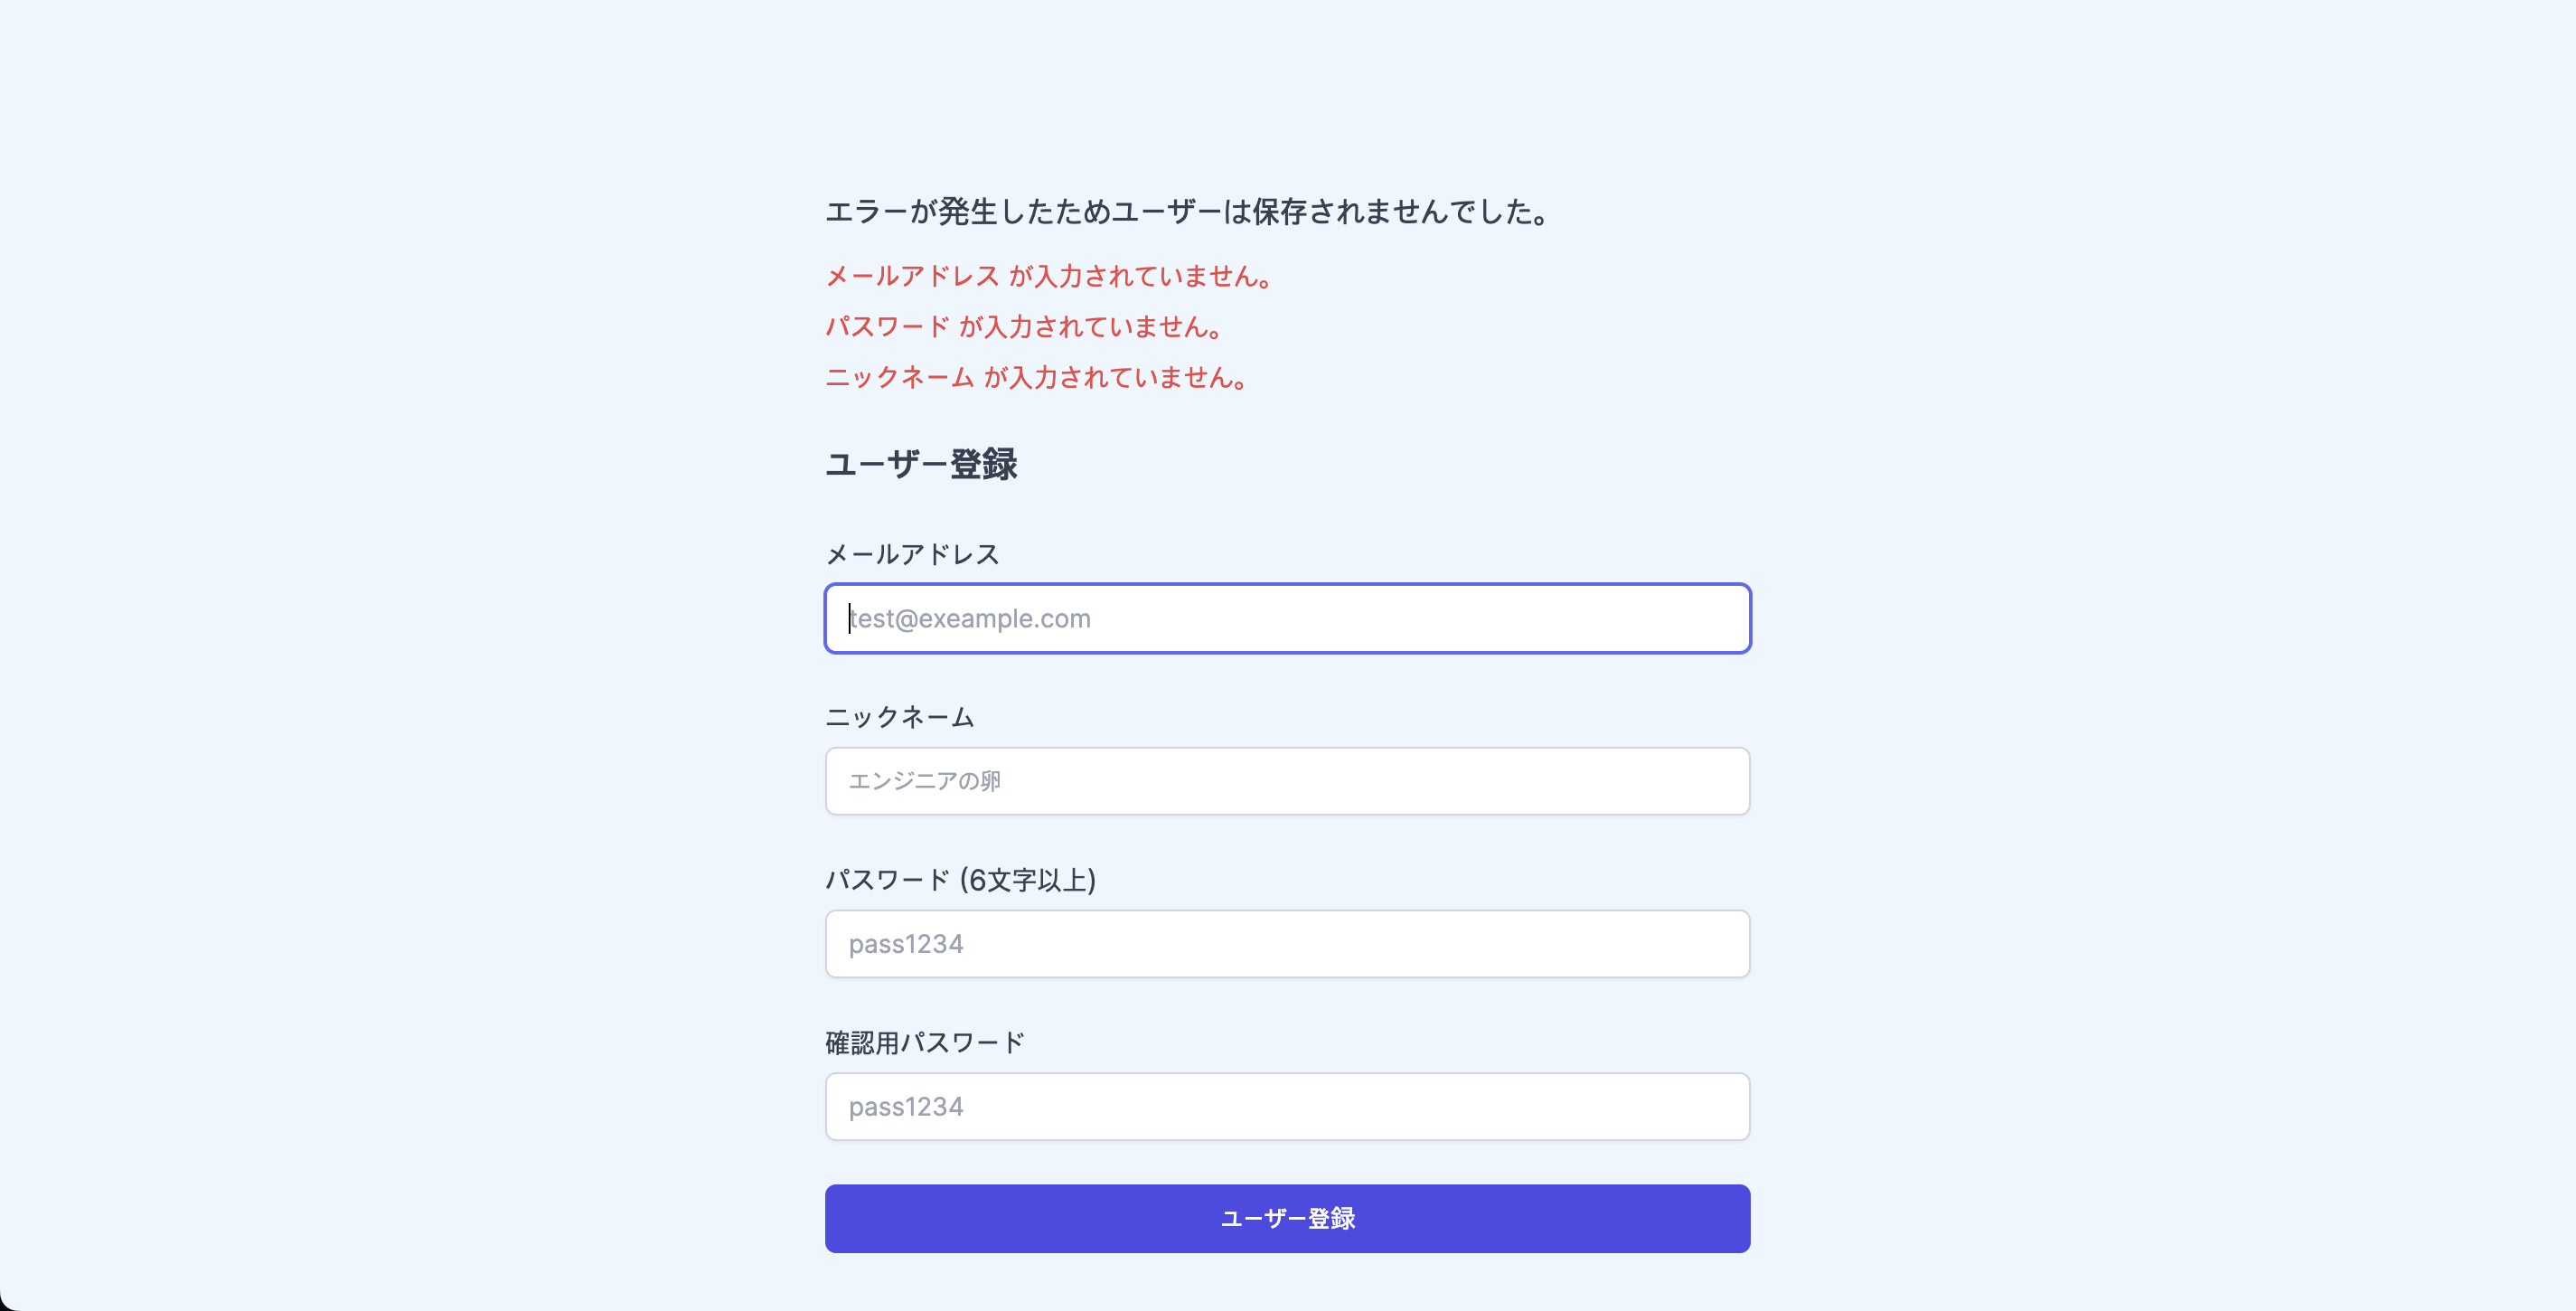 エラーが発生したためユーザーは保存されませんでした。
メールアドレス が入力されていません。
パスワード が入力されていません。
ニックネーム が入力されていません。
ユーザー登録
メールアドレス
test@exeample.com
ニックネーム
エンジニアの卵
パスワード (6文字以上)
pass1234
確認用パスワード
pass1234
ユーザー登録